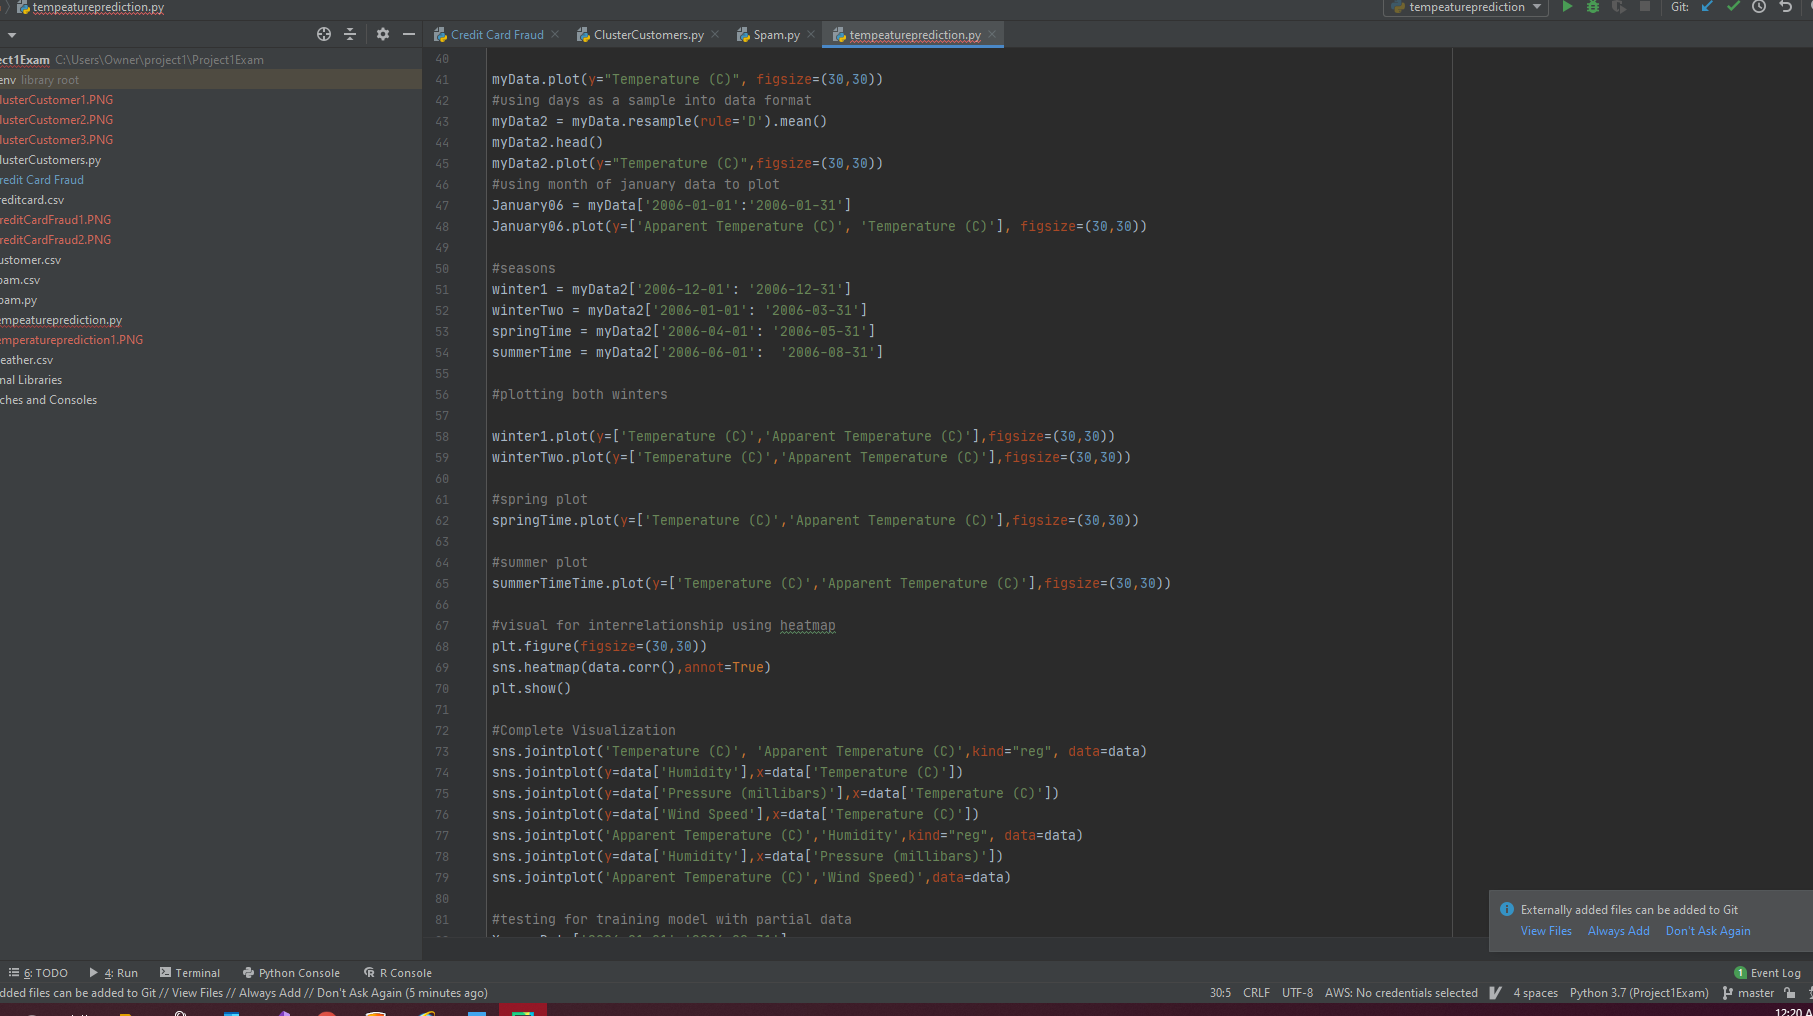 tempeatureprediction.py
tempeatureprediction
Git:
Credit Card Fraud
ClusterCustomers.py
Spam.py
tempeatureprediction.py
ect1Exam C:\Users\Owner\project1\Project1Exam
env library root
lusterCustomer1.PNG
lusterCustomer2.PNG
lusterCustomer3.PNG
lusterCustomers.py
redit Card Fraud
reditcard.csv
reditCardFraud1.PNG
reditCardFraud2.PNG
ustomer.csv
pam.csv
pam.py
empeatureprediction.py
emperatureprediction1.PNG
eather.csv
nal Libraries
ches and Consoles
40
41 myData.plot(y="Temperature (C)", figsize=(30,30))
42 #using days as a sample into data format
43 myData2 = myData.resample(rule='D').mean()
44 myData2.head()
45 myData2.plot(y="Temperature (C)",figsize=(30,30))
46 #using month of january data to plot
47 January06 = myData['2006-01-01':'2006-01-31']
48 January06.plot(y=['Apparent Temperature (C)', 'Temperature (C)'], figsize=(30,30))
49
50 #seasons
51 winter1 = myData2['2006-12-01': '2006-12-31']
52 winterTwo = myData2['2006-01-01': '2006-03-31']
53 springTime = myData2['2006-04-01': '2006-05-31']
54 summerTime = myData2['2006-06-01':  '2006-08-31']
55
56 #plotting both winters
57
58 winter1.plot(y=['Temperature (C)','Apparent Temperature (C)'],figsize=(30,30))
59 winterTwo.plot(y=['Temperature (C)','Apparent Temperature (C)'],figsize=(30,30))
60
61 #spring plot
62 springTime.plot(y=['Temperature (C)','Apparent Temperature (C)'],figsize=(30,30))
63
64 #summer plot
65 summerTimeTime.plot(y=['Temperature (C)','Apparent Temperature (C)'],figsize=(30,30))
66
67 #visual for interrelationship using heatmap
68 plt.figure(figsize=(30,30))
69 sns.heatmap(data.corr(),annot=True)
70 plt.show()
71
72 #Complete Visualization
73 sns.jointplot('Temperature (C)', 'Apparent Temperature (C)',kind="reg", data=data)
74 sns.jointplot(y=data['Humidity'],x=data['Temperature (C)'])
75 sns.jointplot(y=data['Pressure (millibars)'],x=data['Temperature (C)'])
76 sns.jointplot(y=data['Wind Speed'],x=data['Temperature (C)'])
77 sns.jointplot('Apparent Temperature (C)','Humidity',kind="reg", data=data)
78 sns.jointplot(y=data['Humidity'],x=data['Pressure (millibars)'])
79 sns.jointplot('Apparent Temperature (C)','Wind Speed)',data=data)
80
81 #testing for training model with partial data
Externally added files can be added to Git
View Files Always Add Don't Ask Again
6: TODO
4: Run
Terminal
Python Console
R Console
1 Event Log
dded files can be added to Git // View Files // Always Add // Don't Ask Again (5 minutes ago)
30:5 CRLF UTF-8 AWS: No credentials selected 4 spaces Python 3.7 (Project1Exam) master
12:20 A